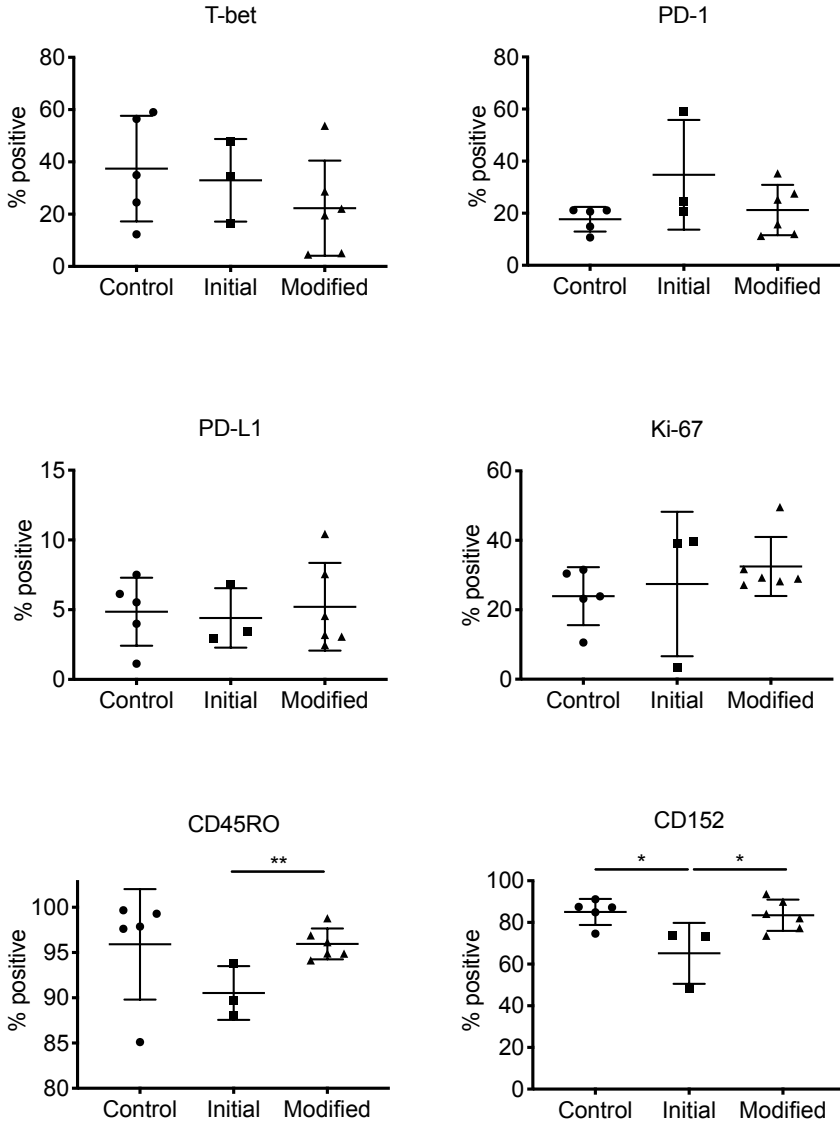 T-bet
80
60
40
20
0
% positive
Control Initial Modified
PD-1
80
60
40
20
0
% positive
Control Initial Modified
PD-L1
15
10
5
0
% positive
Control Initial Modified
Ki-67
60
40
20
0
% positive
Control Initial Modified
CD45RO
**
100
95
90
85
80
% positive
Control Initial Modified
CD152
* *
100
80
60
40
20
0
% positive
Control Initial Modified